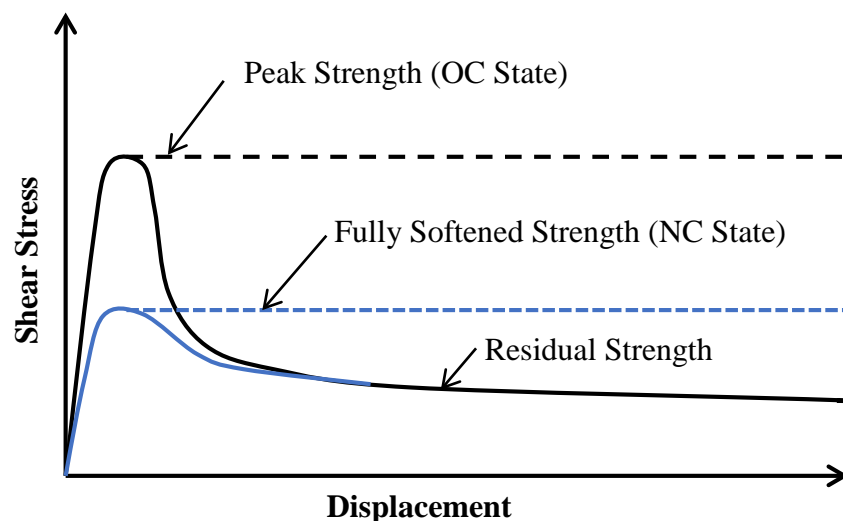 Peak Strength (OC State)
Fully Softened Strength (NC State)
Residual Strength
Shear Stress
Displacement